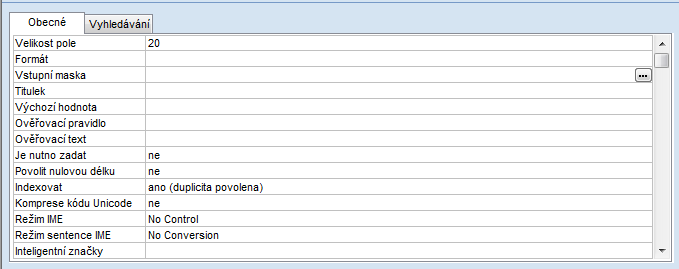 Obecné Vyhledávání
Velikost pole 20
Formát
Vstupní maska ...
Titulek
Výchozí hodnota
Ověřovací pravidlo
Ověřovací text
Je nutno zadat ne
Povolit nulovou délku ne
Indexovat ano (duplicita povolena)
Komprese kódu Unicode ne
Režim IME No Control
Režim sentence IME No Conversion
Inteligentní značky